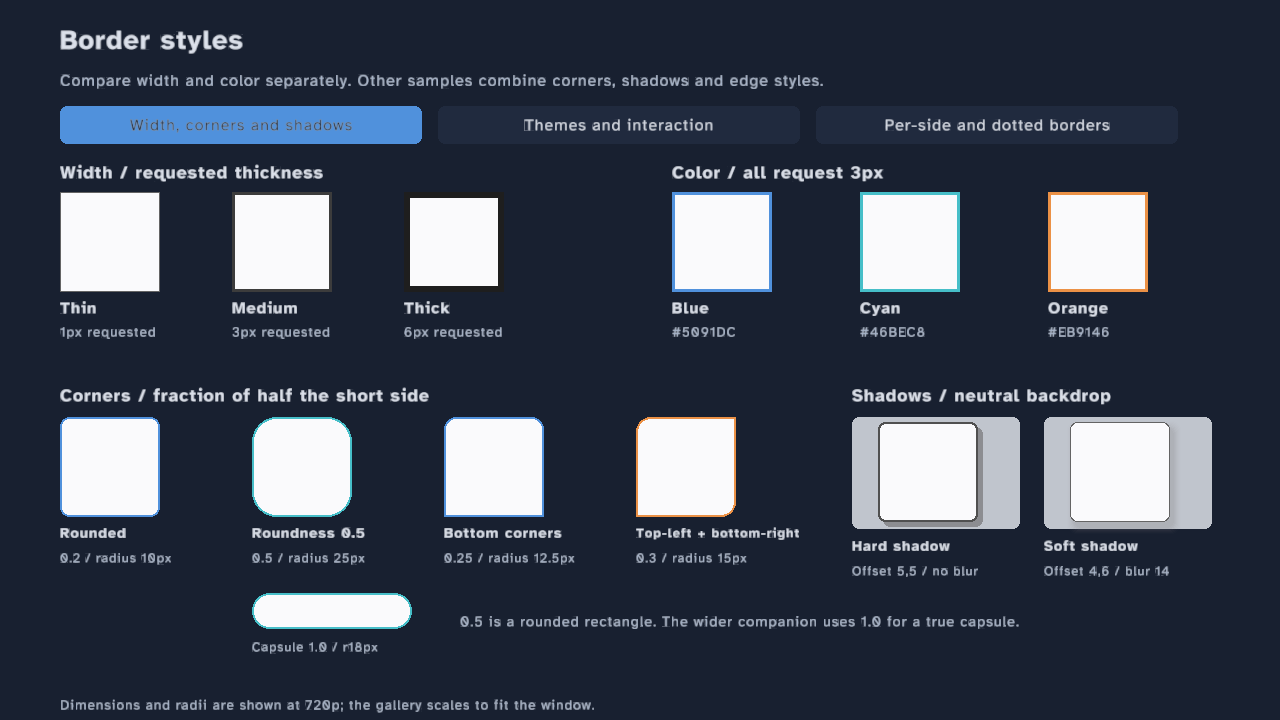 Border styles
Compare width and color separately. Other samples combine corners, shadows and edge styles.
Width, corners and shadows
Themes and interaction
Per-side and dotted borders
Width / requested thickness
Color / all request 3px
Thin
Medium
Thick
Blue
Cyan
Orange
1px requested
3px requested
6px requested
#5091DC
#46BEC8
#EB9146
Corners / fraction of half the short side
Shadows / neutral backdrop
Rounded
Roundness 0.5
Bottom corners
Top-left + bottom-right
0.2 / radius 10px
0.5 / radius 25px
0.25 / radius 12.5px
0.3 / radius 15px
Hard shadow
Soft shadow
Offset 5,5 / no blur
Offset 4,6 / blur 14
0.5 is a rounded rectangle. The wider companion uses 1.0 for a true capsule.
Capsule 1.0 / r18px
Dimensions and radii are shown at 720p; the gallery scales to fit the window.